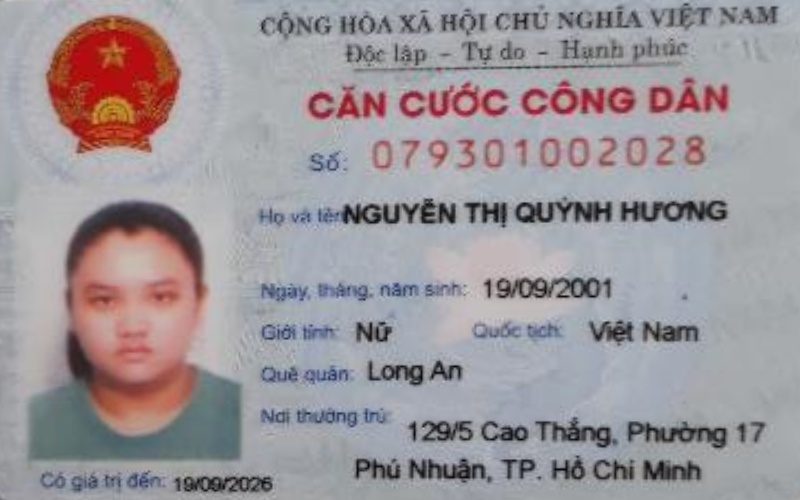 CỘNG HÒA XÃ HỘI CHỦ NGHĨA VIỆT NAM
Độc lập - Tự do - Hạnh phúc
CĂN CƯỚC CÔNG DÂN
Số: 079301002028
Họ và tên: NGUYỄN THỊ QUỲNH HƯƠNG
Ngày, tháng, năm sinh: 19/09/2001
Giới tính: Nữ Quốc tịch: Việt Nam
Quê quán: Long An
Nơi thường trú:
129/5 Cao Thắng, Phường 17
Phú Nhuận, TP. Hồ Chí Minh
Có giá trị đến: 19/09/2026